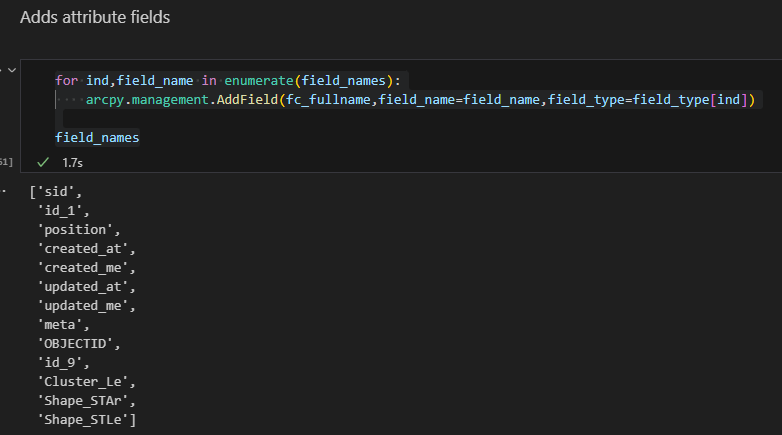 Adds attribute fields
for ind,field_name in enumerate(field_names):
    arcpy.management.AddField(fc_fullname,field_name=field_name,field_type=field_type[ind])
field_names
51]
1.7s
['sid',
 'id_1',
 'position',
 'created_at',
 'created_me',
 'updated_at',
 'updated_me',
 'meta',
 'OBJECTID',
 'id_9',
 'Cluster_Le',
 'Shape_STAr',
 'Shape_STLe']